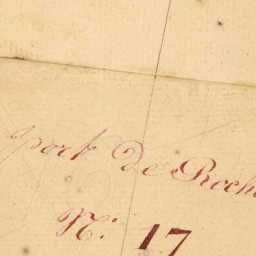 port de Roch
N. 17